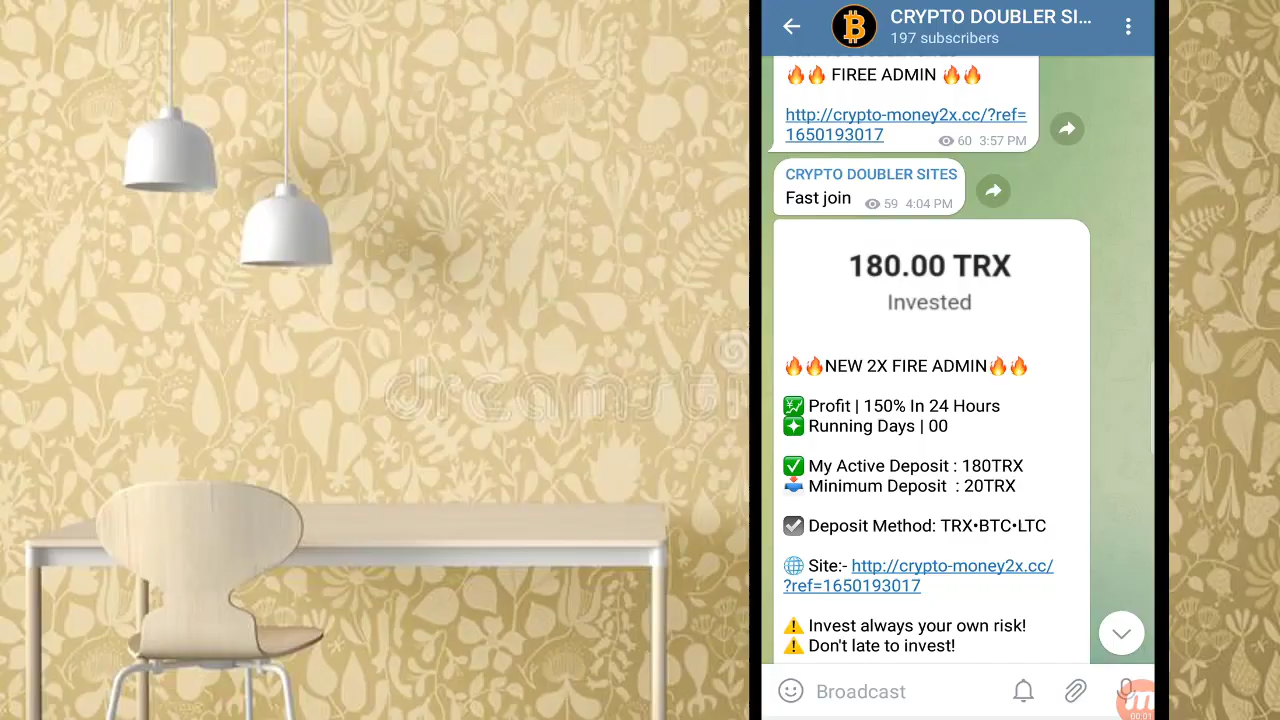 CRYPTO DOUBLER SI...
197 subscribers
🔥🔥 FIREE ADMIN 🔥🔥
http://crypto-money2x.cc/?ref=
1650193017
60 3:57 PM
CRYPTO DOUBLER SITES
Fast join 59 4:04 PM
180.00 TRX
Invested
🔥🔥NEW 2X FIRE ADMIN🔥🔥
💹 Profit | 150% In 24 Hours
❇️ Running Days | 00
✅ My Active Deposit : 180TRX
📥 Minimum Deposit : 20TRX
☑️ Deposit Method: TRX•BTC•LTC
🌐 Site:- http://crypto-money2x.cc/
?ref=1650193017
⚠️ Invest always your own risk!
⚠️ Don't late to invest!
Broadcast
00:01
dreamsti